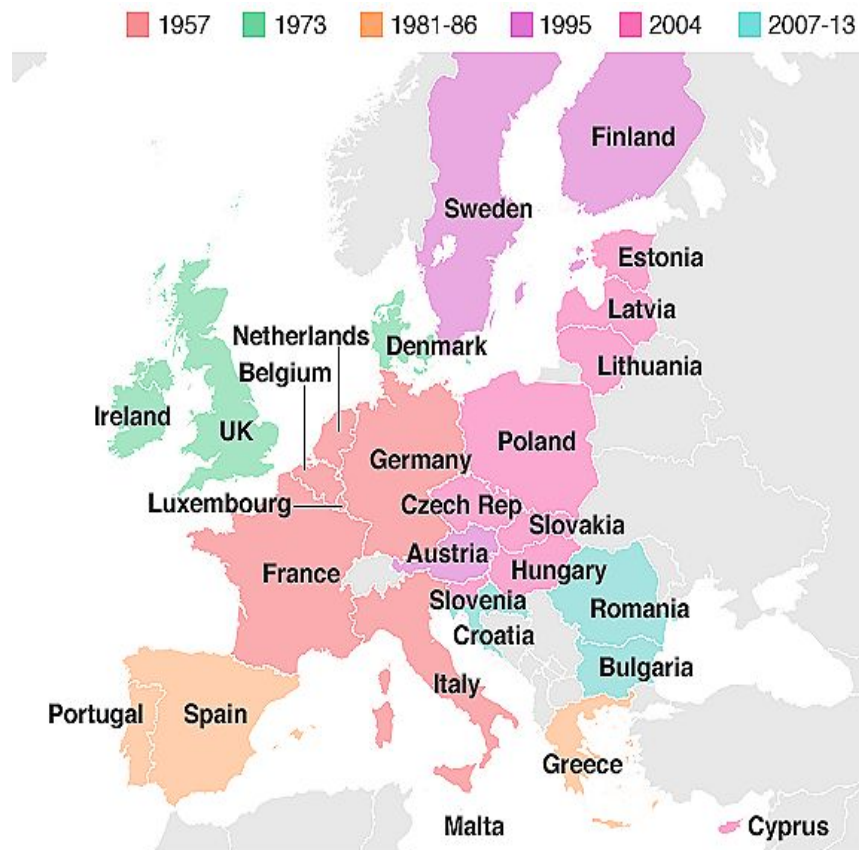 1957 1973 1981-86 1995 2004 2007-13
Finland
Sweden
Estonia
Latvia
Netherlands
Denmark
Lithuania
Belgium
Ireland
UK
Poland
Germany
Luxembourg
Czech Rep
Slovakia
Austria
France
Hungary
Slovenia
Romania
Croatia
Bulgaria
Italy
Portugal
Spain
Greece
Malta
Cyprus